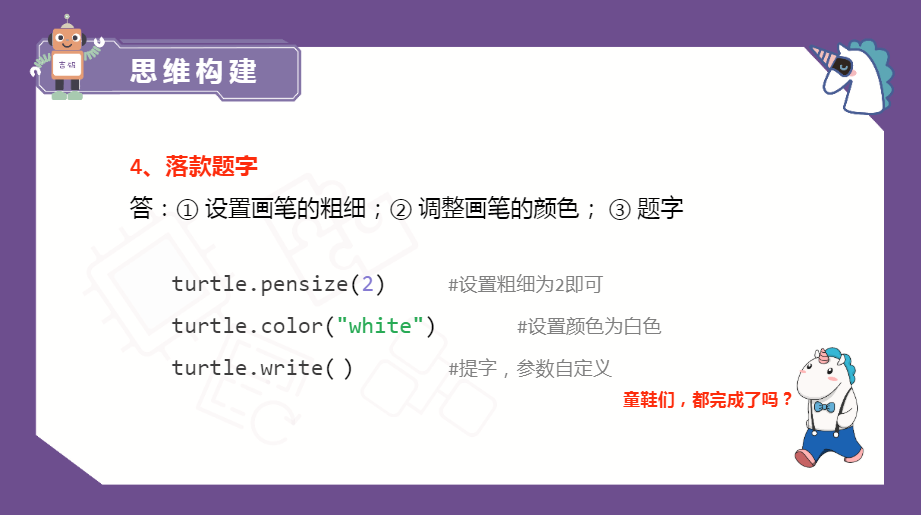 思维构建
4、落款题字
答：① 设置画笔的粗细；② 调整画笔的颜色； ③ 题字
turtle.pensize(2) #设置粗细为2即可
turtle.color("white") #设置颜色为白色
turtle.write( ) #提字，参数自定义
童鞋们，都完成了吗？